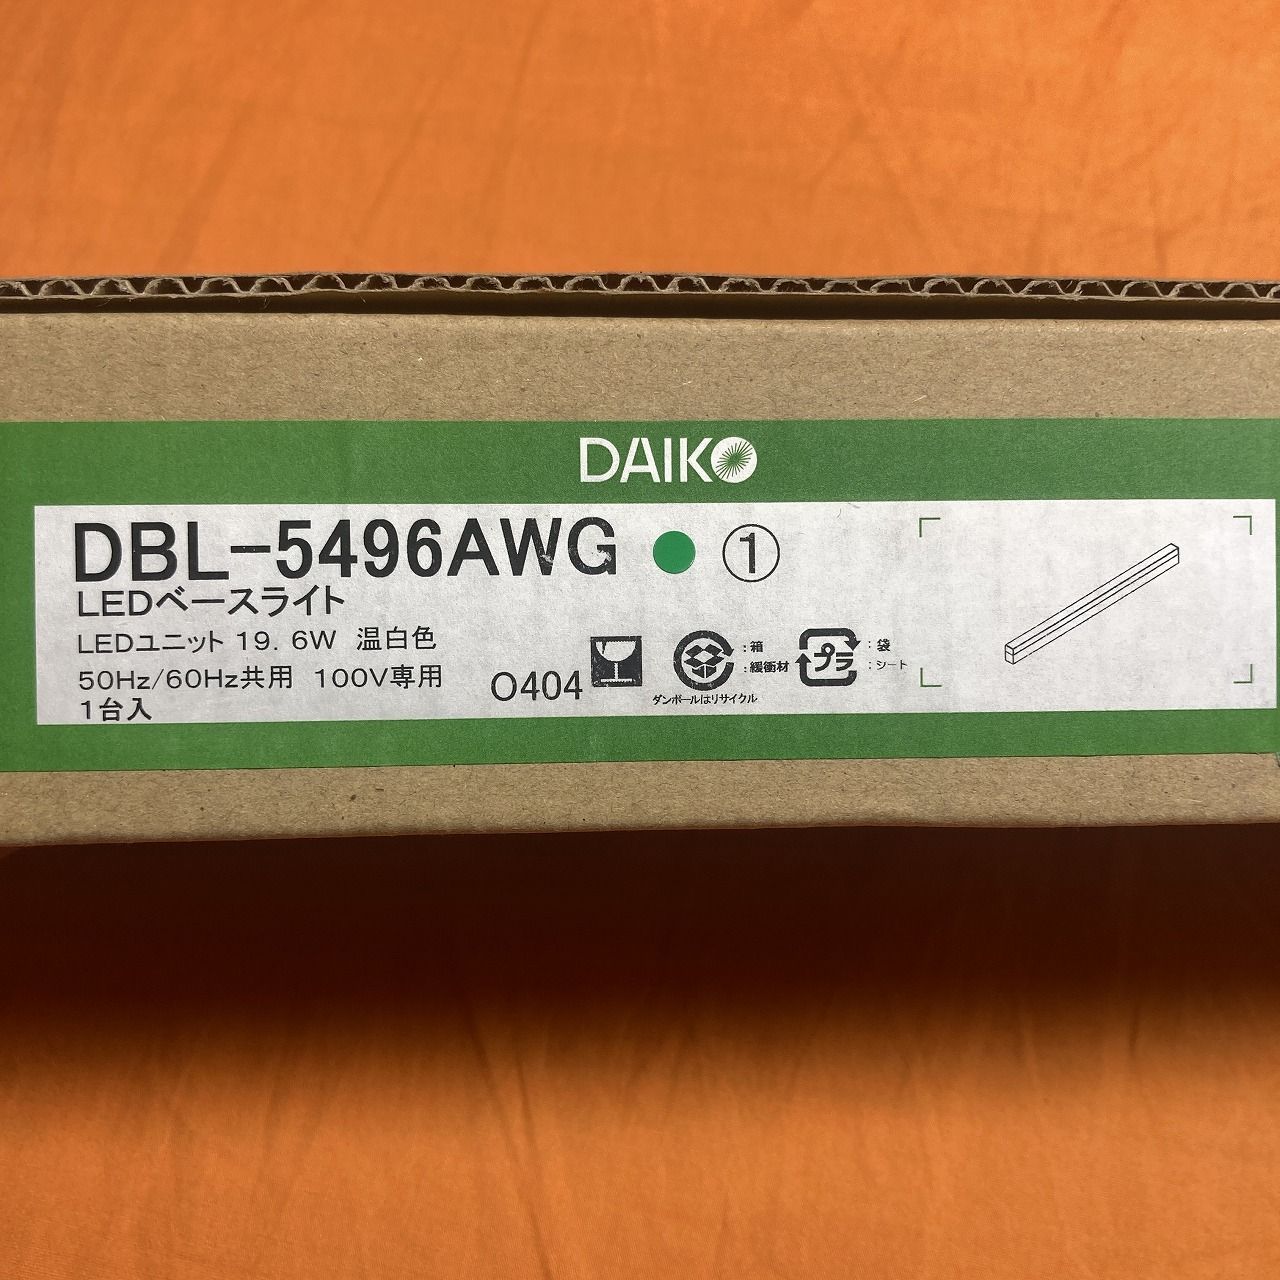 DAIKO
DBL-5496AWG ● ①
LEDベースライト
LEDユニット 19.6W 温白色
50Hz/60Hz共用 100V専用
1台入
O404
:箱
:緩衝材
ダンボールはリサイクル
プラ
:袋
:シート